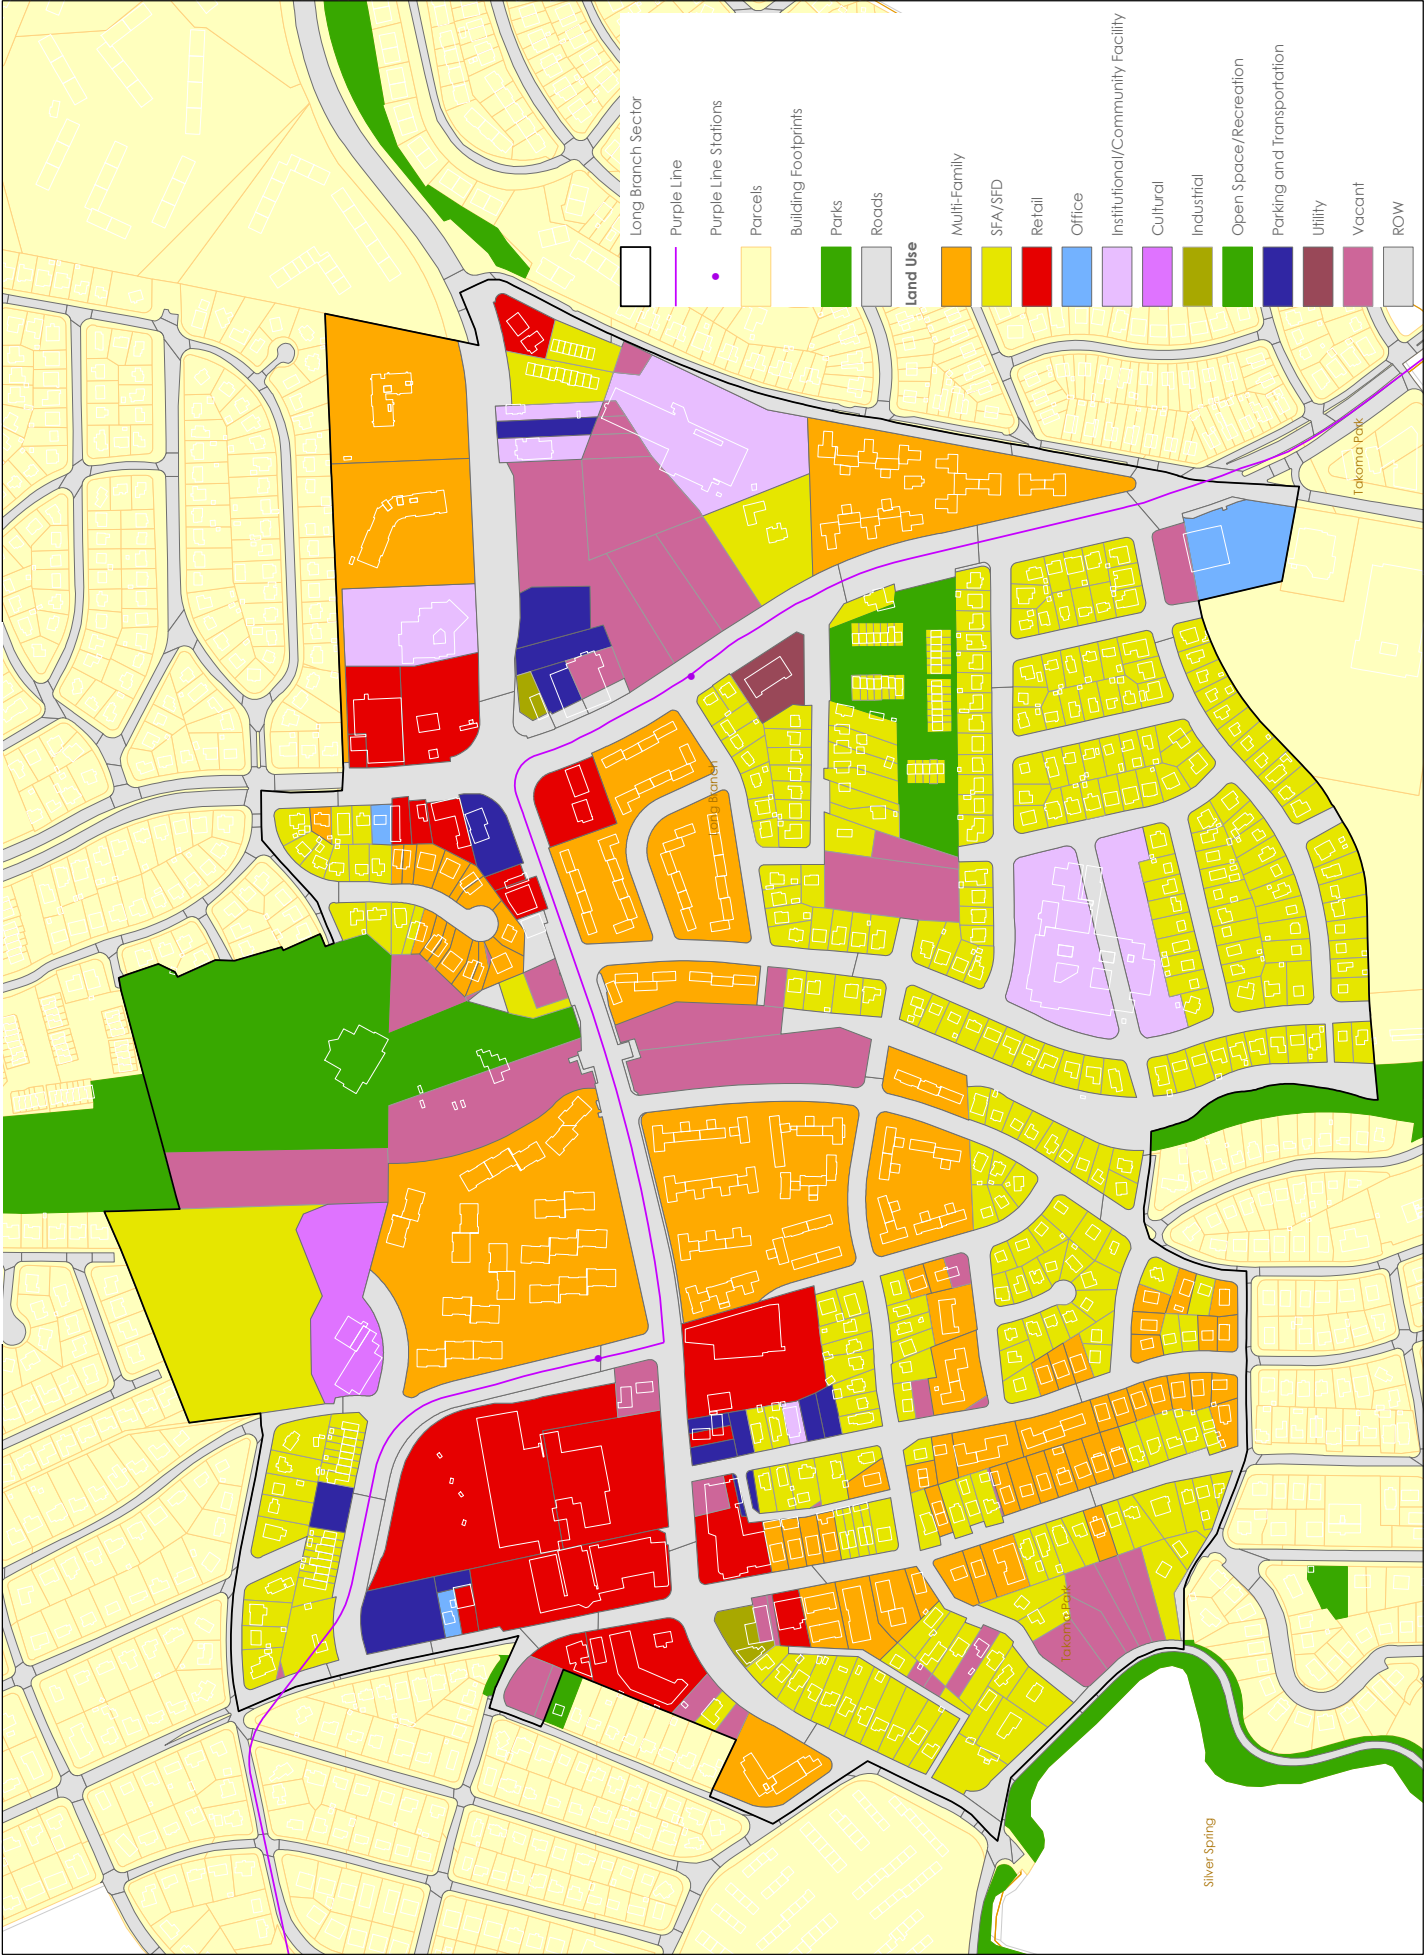 Long Branch Sector
Purple Line
Purple Line Stations
Parcels
Building Footprints
Parks
Roads
Land Use
Multi-Family
SFA/SFD
Retail
Office
Institutional/Community Facility
Cultural
Industrial
Open Space/Recreation
Parking and Transportation
Utility
Vacant
ROW
Takoma Park
Long Branch
Takoma Park
Silver Spring